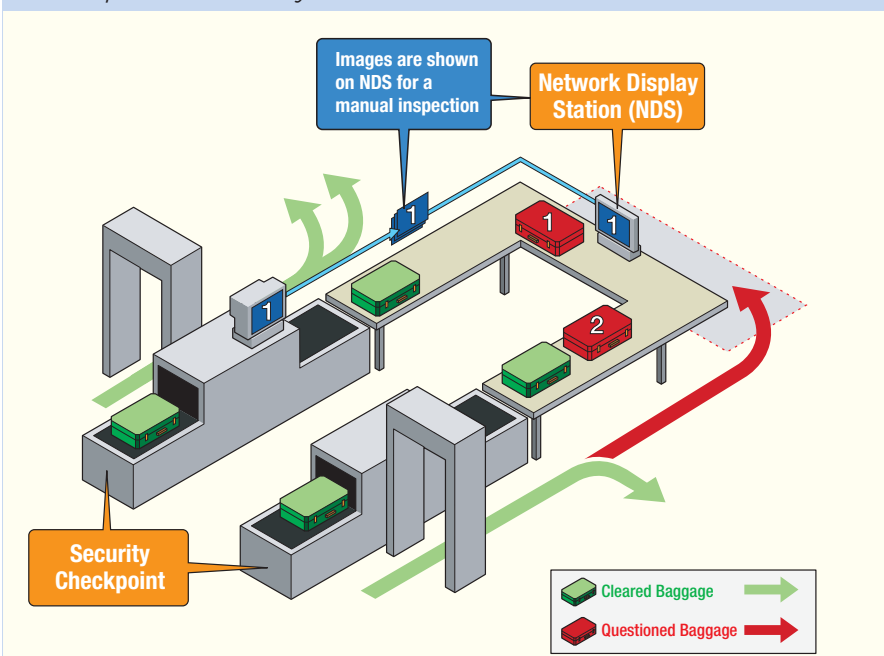 Images are shown
on NDS for a
manual inspection
Network Display
Station (NDS)
1
1
1
1
2
Security
Checkpoint
Cleared Baggage
Questioned Baggage